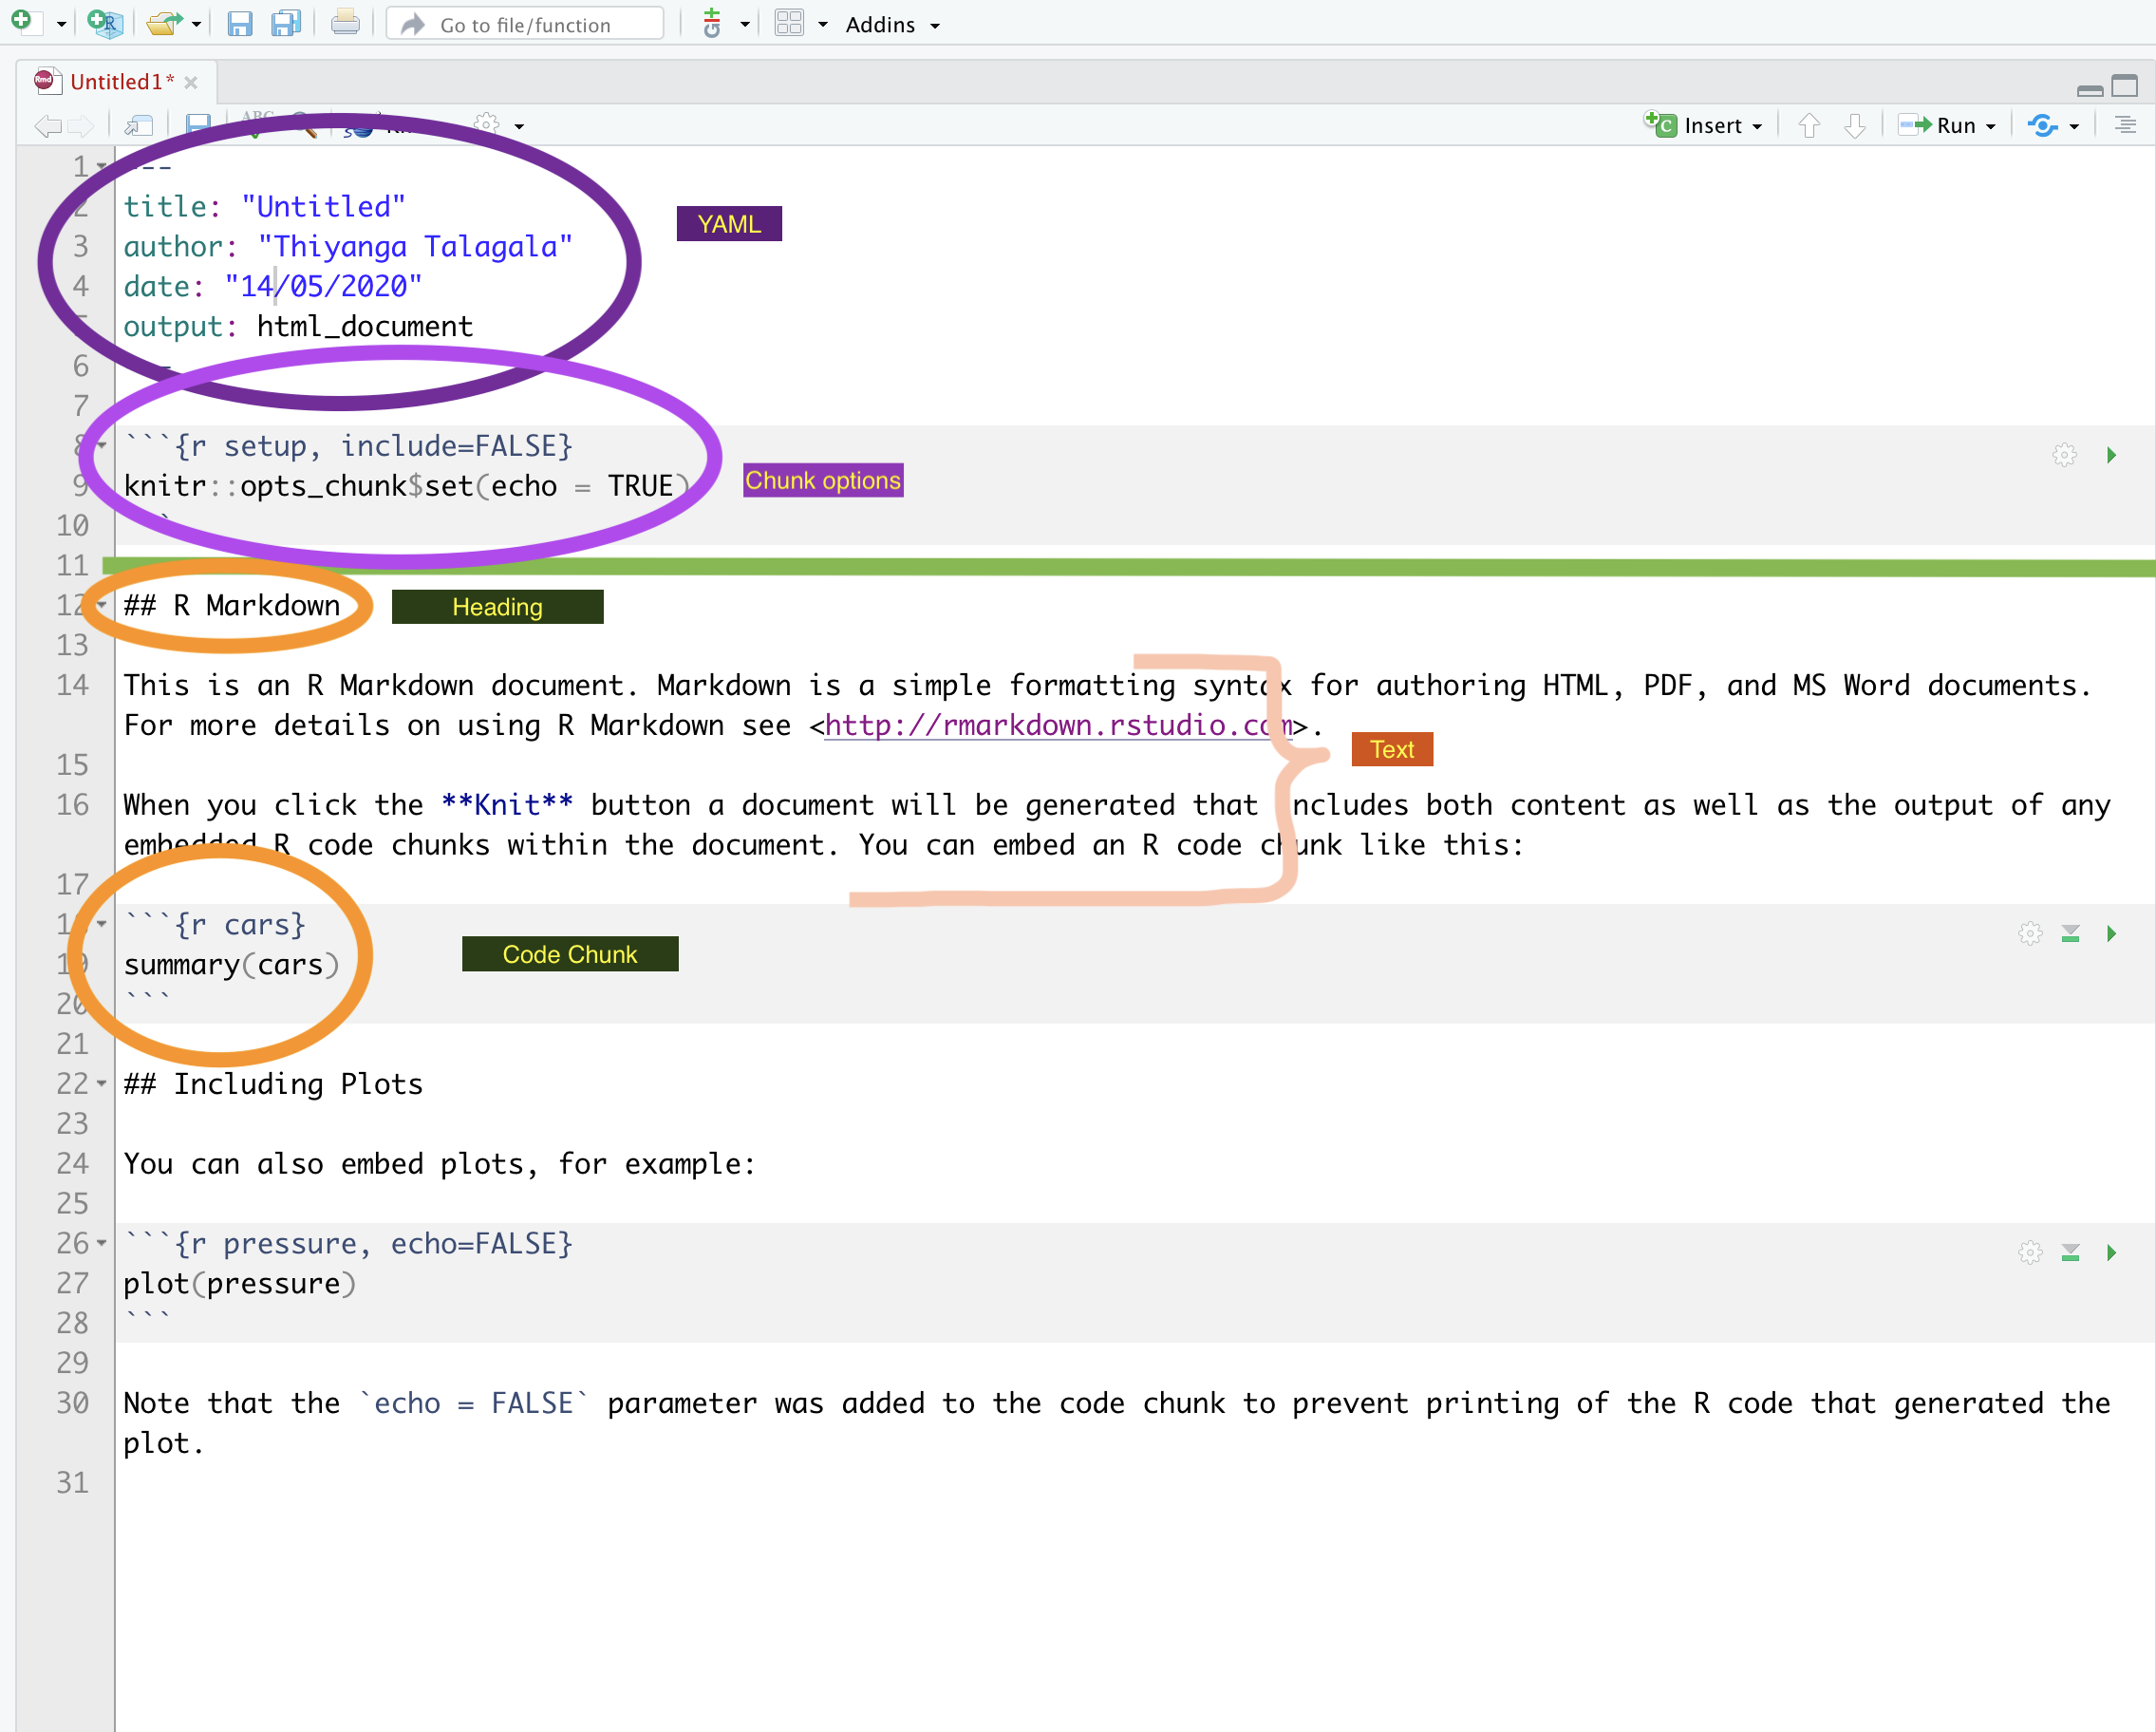 Go to file/function
Addins
Untitled1*
Insert
Run
1
---
2 title: "Untitled"
YAML
3 author: "Thiyanga Talagala"
4 date: "14/05/2020"
output: html_document
6
7
8 ```{r setup, include=FALSE}
9 knitr::opts_chunk$set(echo = TRUE)
Chunk options
10
11
12 ## R Markdown
Heading
13
14 This is an R Markdown document. Markdown is a simple formatting syntax for authoring HTML, PDF, and MS Word documents.
For more details on using R Markdown see <http://rmarkdown.rstudio.com>.
Text
15
16 When you click the **Knit** button a document will be generated that includes both content as well as the output of any
embedded R code chunks within the document. You can embed an R code chunk like this:
17
18 ```{r cars}
19 summary(cars)
Code Chunk
20 ```
21
22 ## Including Plots
23
24 You can also embed plots, for example:
25
26 ```{r pressure, echo=FALSE}
27 plot(pressure)
28 ```
29
30 Note that the `echo = FALSE` parameter was added to the code chunk to prevent printing of the R code that generated the
plot.
31